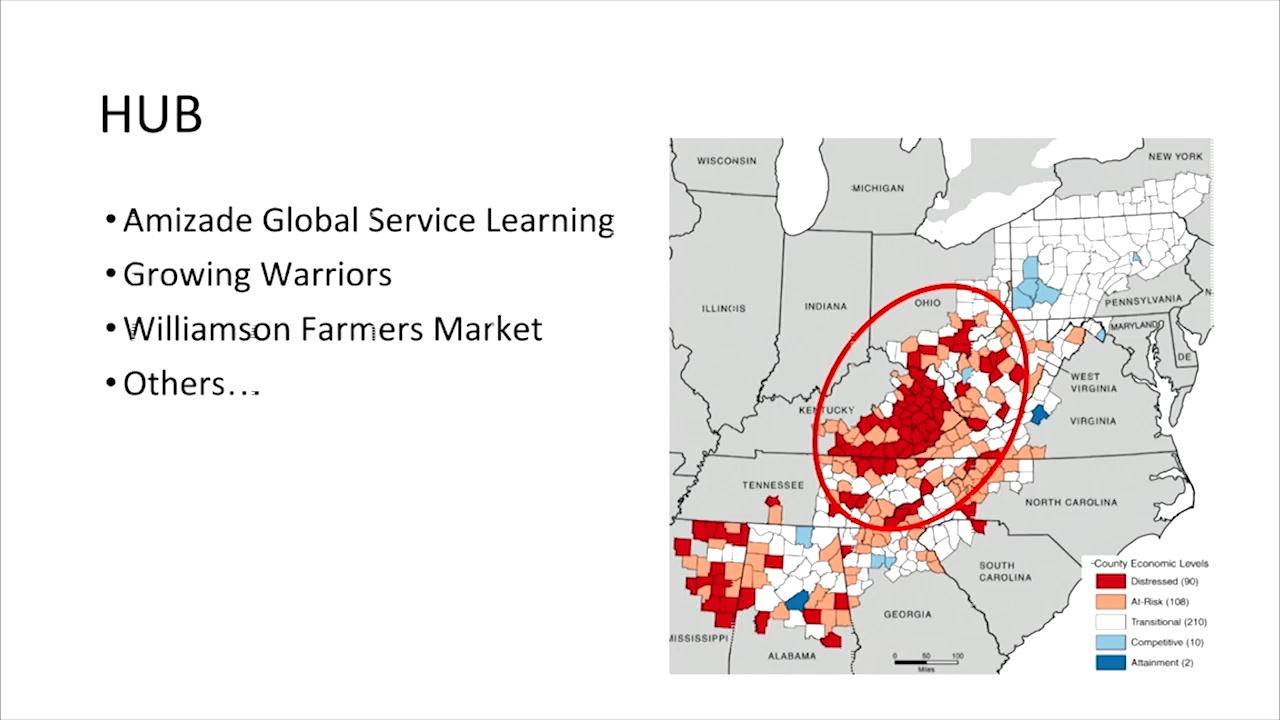 HUB
• Amizade Global Service Learning
• Growing Warriors
• Williamson Farmers Market
• Others...
WISCONSIN
MICHIGAN
NEW YORK
ILLINOIS
INDIANA
OHIO
PENNSYLVANIA
MARYLAND
DE
WEST
VIRGINIA
KENTUCKY
VIRGINIA
TENNESSEE
NORTH CAROLINA
SOUTH
CAROLINA
GEORGIA
MISSISSIPPI
ALABAMA
0 50 100
Miles
County Economic Levels
Distressed (90)
At-Risk (108)
Transitional (210)
Competitive (10)
Attainment (2)